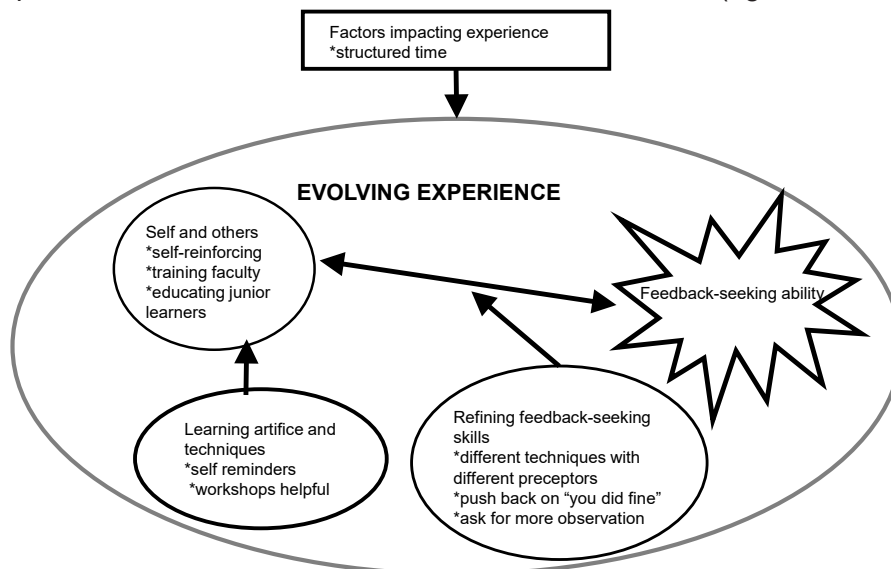 Factors impacting experience
*structured time
EVOLVING EXPERIENCE
Self and others
*self-reinforcing
*training faculty
*educating junior
learners
Feedback-seeking ability
Learning artifice and
techniques
*self reminders
*workshops helpful
Refining feedback-seeking
skills
*different techniques with
different preceptors
*push back on “you did fine”
*ask for more observation